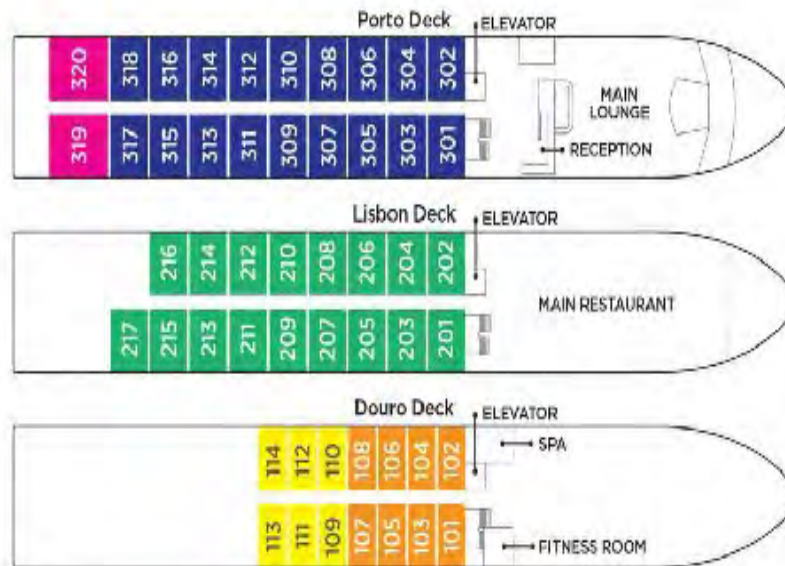 Porto Deck
ELEVATOR
320 318 316 314 312 310 308 306 304 302
MAIN
LOUNGE
319 317 315 313 311 309 307 305 303 301
RECEPTION
Lisbon Deck
ELEVATOR
216 214 212 210 208 206 204 202
MAIN RESTAURANT
217 215 213 211 209 207 205 203 201
Douro Deck
ELEVATOR
114 112 110 108 106 104 102
SPA
113 111 109 107 105 103 101
FITNESS ROOM